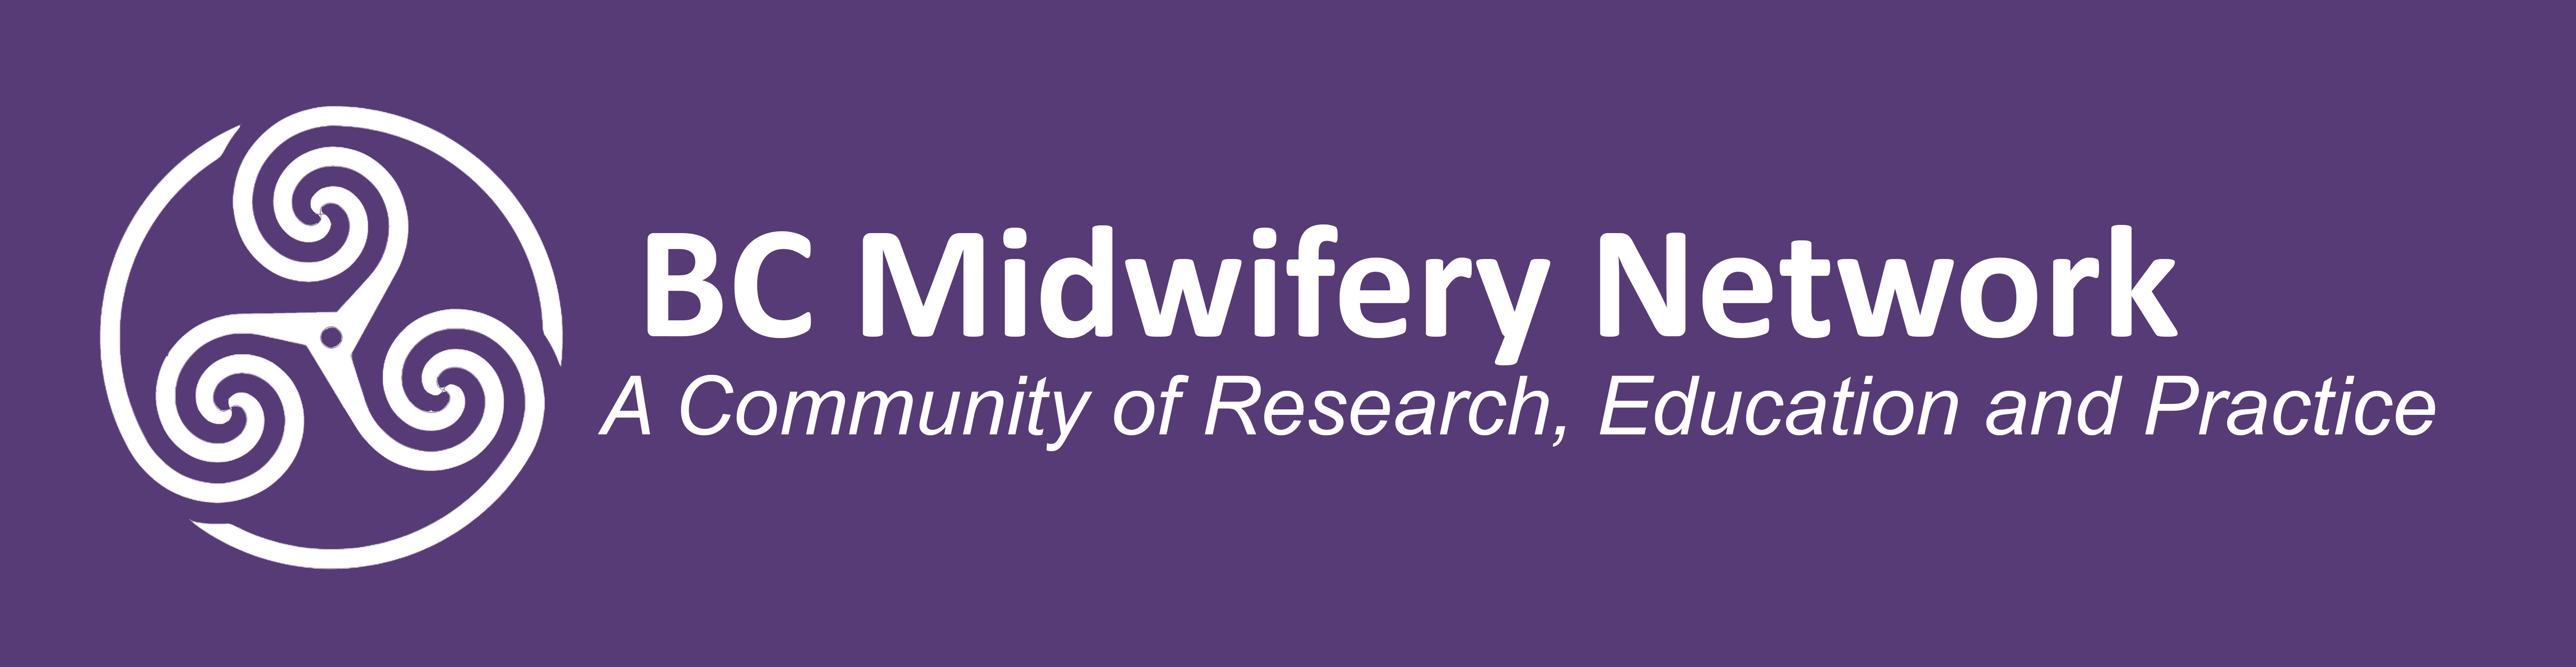 BC Midwifery Network
A Community of Research, Education and Practice